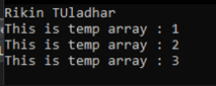 Rikin TUladhar
This is temp array : 1
This is temp array : 2
This is temp array : 3